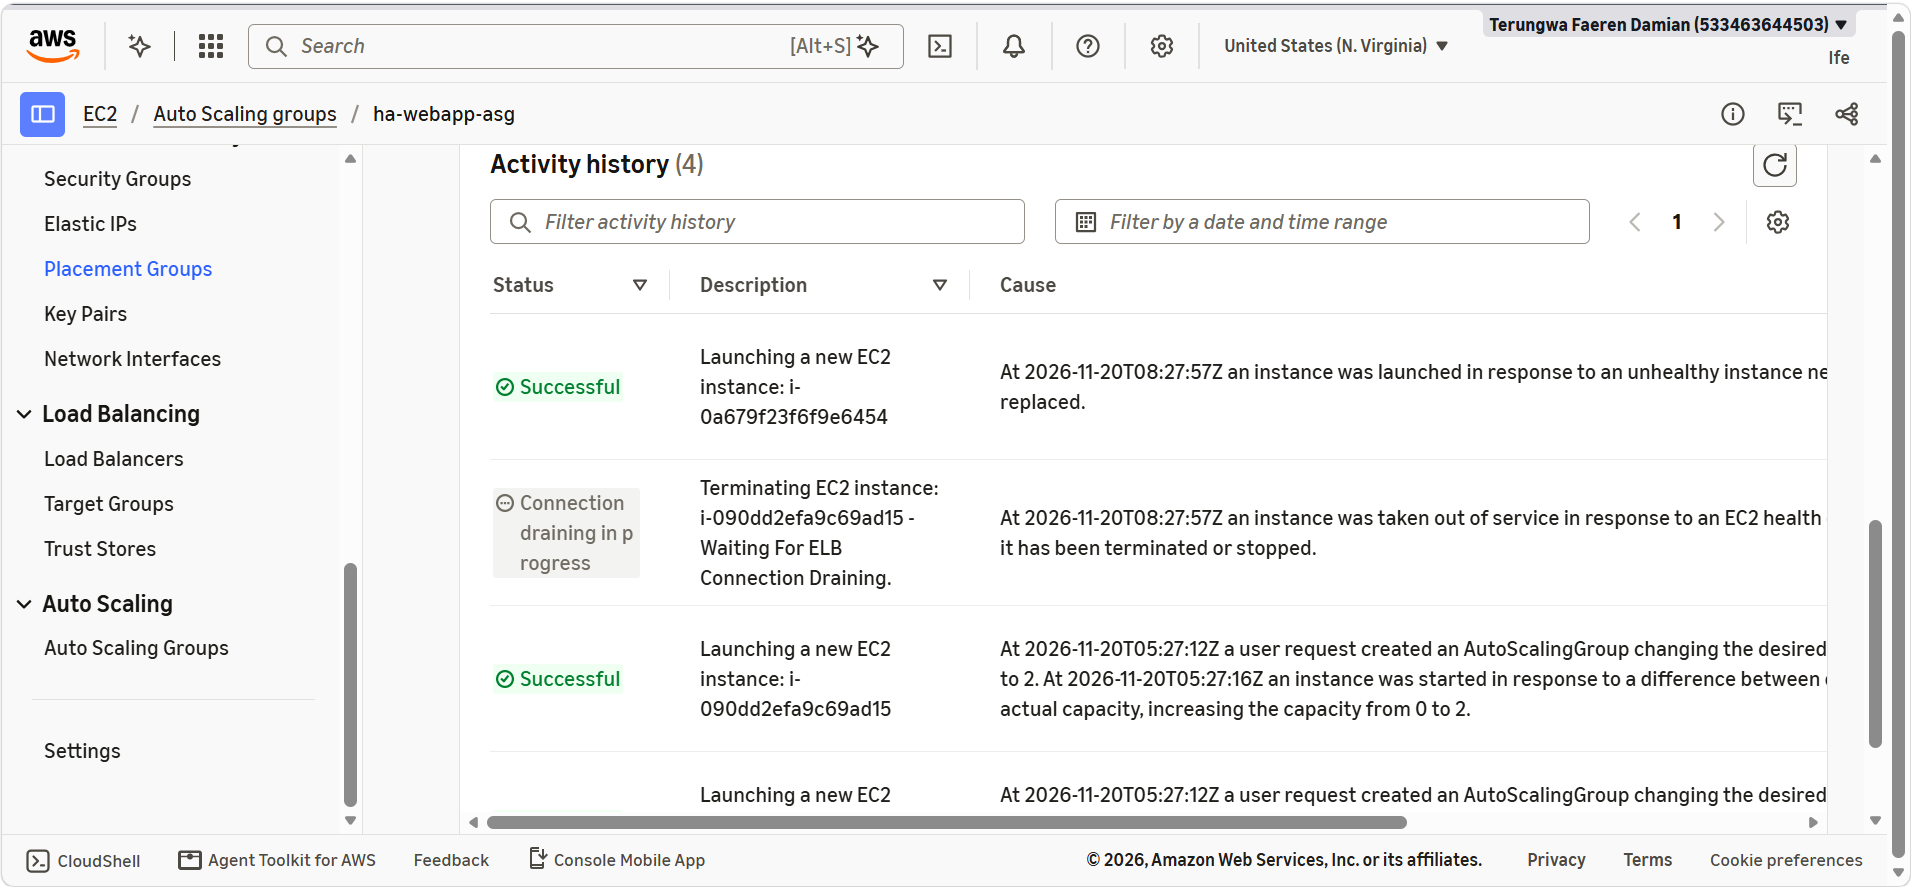 aws
Search
[Alt+S]
United States (N. Virginia)
Terungwa Faeren Damian (533463644503)
Ife
EC2 / Auto Scaling groups / ha-webapp-asg
Security Groups
Elastic IPs
Placement Groups
Key Pairs
Network Interfaces
Load Balancing
Load Balancers
Target Groups
Trust Stores
Auto Scaling
Auto Scaling Groups
Settings
Activity history (4)
Filter activity history
Filter by a date and time range
1
Status
Description
Cause
Successful
Launching a new EC2
instance: i-
0a679f23f6f9e6454
At 2026-11-20T08:27:57Z an instance was launched in response to an unhealthy instance ne
replaced.
Connection
draining in p
rogress
Terminating EC2 instance:
i-090dd2efa9c69ad15 -
Waiting For ELB
Connection Draining.
At 2026-11-20T08:27:57Z an instance was taken out of service in response to an EC2 health
it has been terminated or stopped.
Successful
Launching a new EC2
instance: i-
090dd2efa9c69ad15
At 2026-11-20T05:27:12Z a user request created an AutoScalingGroup changing the desired
to 2. At 2026-11-20T05:27:16Z an instance was started in response to a difference between
actual capacity, increasing the capacity from 0 to 2.
Launching a new EC2
At 2026-11-20T05:27:12Z a user request created an AutoScalingGroup changing the desired
CloudShell
Agent Toolkit for AWS
Feedback
Console Mobile App
© 2026, Amazon Web Services, Inc. or its affiliates.
Privacy
Terms
Cookie preferences